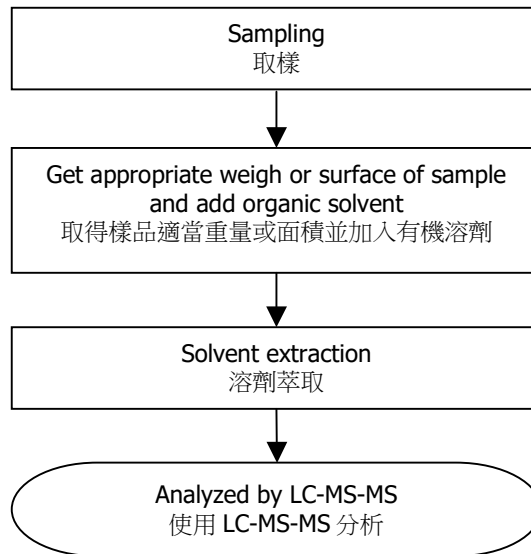 Sampling
取樣
Get appropriate weigh or surface of sample
and add organic solvent
取得樣品適當重量或面積並加入有機溶劑
Solvent extraction
溶劑萃取
Analyzed by LC-MS-MS
使用 LC-MS-MS 分析